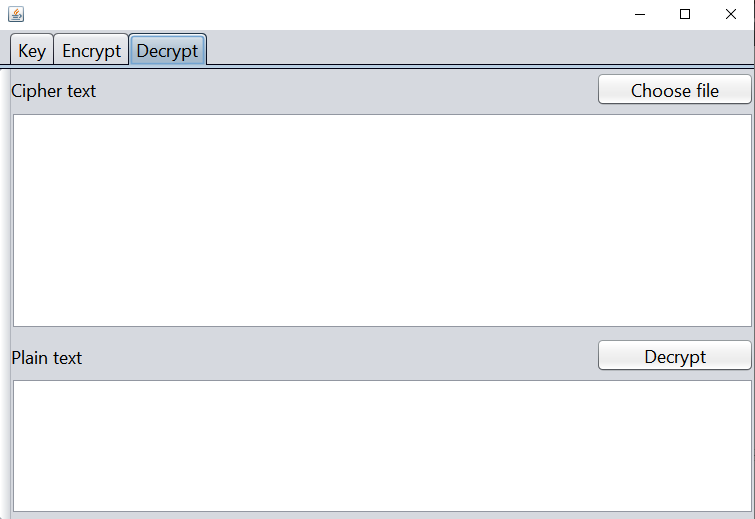 Key Encrypt Decrypt
Cipher text Choose file
Plain text Decrypt